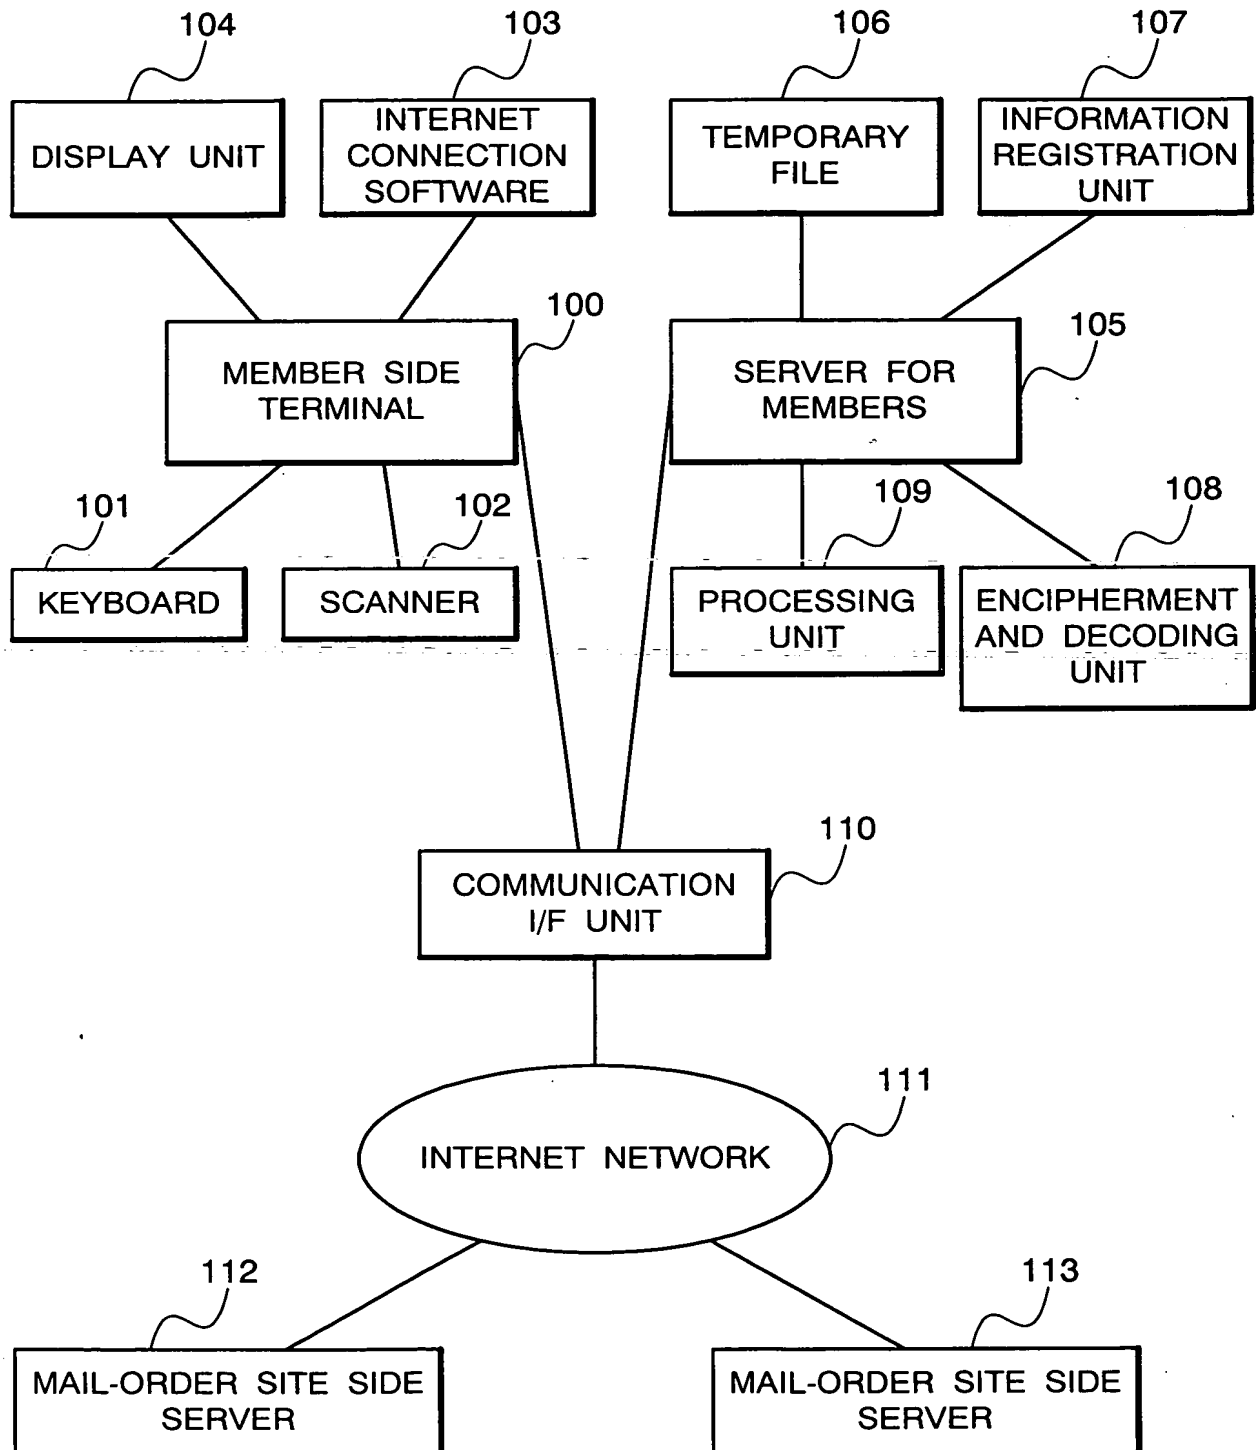 104
103
106
107
DISPLAY UNIT
INTERNET
CONNECTION
SOFTWARE
TEMPORARY
FILE
INFORMATION
REGISTRATION
UNIT
100
105
MEMBER SIDE
TERMINAL
SERVER FOR
MEMBERS
101
102
109
108
KEYBOARD
SCANNER
PROCESSING
UNIT
ENCIPHERMENT
AND DECODING
UNIT
110
COMMUNICATION
I/F UNIT
111
INTERNET NETWORK
112
113
MAIL-ORDER SITE SIDE
SERVER
MAIL-ORDER SITE SIDE
SERVER